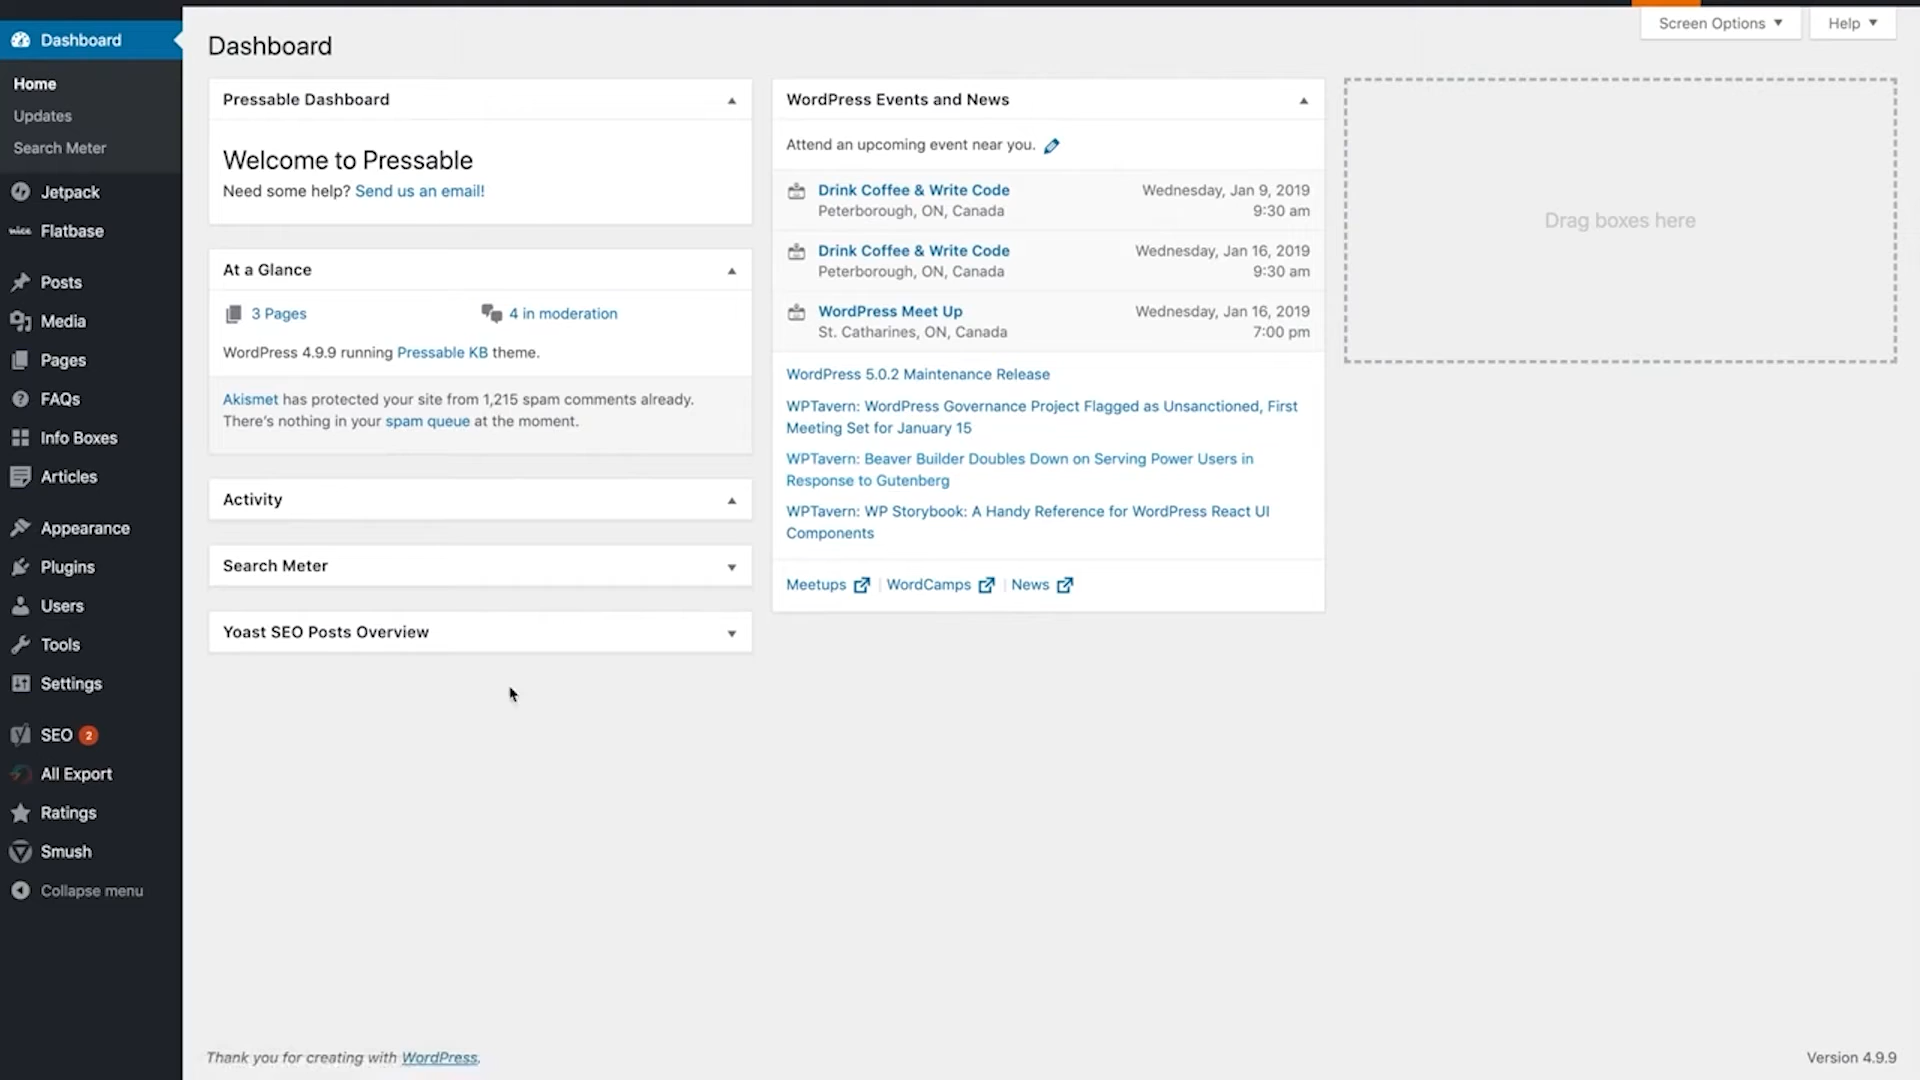 Dashboard
Home
Updates
Search Meter
Jetpack
nice Flatbase
Posts
Media
Pages
FAQs
Info Boxes
Articles
Appearance
Plugins
Users
Tools
Settings
SEO 2
All Export
Ratings
Smush
Collapse menu
Screen Options
Help
Dashboard
Pressable Dashboard
Welcome to Pressable
Need some help? Send us an email!
At a Glance
3 Pages
4 in moderation
WordPress 4.9.9 running Pressable KB theme.
Akismet has protected your site from 1,215 spam comments already.
There's nothing in your spam queue at the moment.
Activity
Search Meter
Yoast SEO Posts Overview
WordPress Events and News
Attend an upcoming event near you.
Drink Coffee & Write Code Wednesday, Jan 9, 2019
Peterborough, ON, Canada 9:30 am
Drink Coffee & Write Code Wednesday, Jan 16, 2019
Peterborough, ON, Canada 9:30 am
WordPress Meet Up Wednesday, Jan 16, 2019
St. Catharines, ON, Canada 7:00 pm
WordPress 5.0.2 Maintenance Release
WPTavern: WordPress Governance Project Flagged as Unsanctioned, First
Meeting Set for January 15
WPTavern: Beaver Builder Doubles Down on Serving Power Users in
Response to Gutenberg
WPTavern: WP Storybook: A Handy Reference for WordPress React UI
Components
Meetups | WordCamps | News
Drag boxes here
Thank you for creating with WordPress.
Version 4.9.9